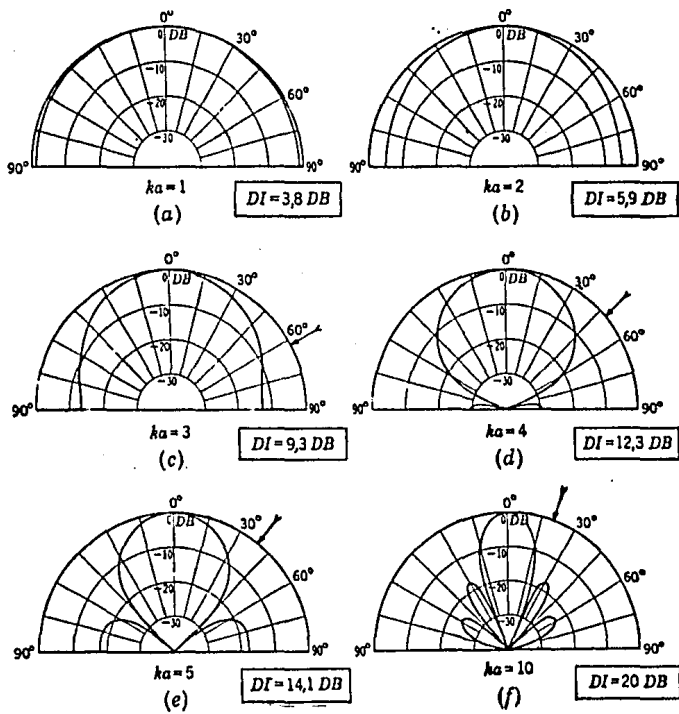 0°
0 DB
30°
60°
90°
90°
-10
-20
-30
ka = 1
(a)
DI = 3,8 DB
0°
0 DB
30°
60°
90°
90°
-10
-20
-30
ka = 2
(b)
DI = 5,9 DB
0°
0 DB
30°
60°
90°
90°
-10
-20
-30
ka = 3
(c)
DI = 9,3 DB
0°
0 DB
30°
60°
90°
90°
-10
-20
-30
ka = 4
(d)
DI = 12,3 DB
0°
0 DB
30°
60°
90°
90°
-10
-20
-30
ka = 5
(e)
DI = 14,1 DB
0°
0 DB
30°
60°
90°
90°
-10
-20
-30
ka = 10
(f)
DI = 20 DB